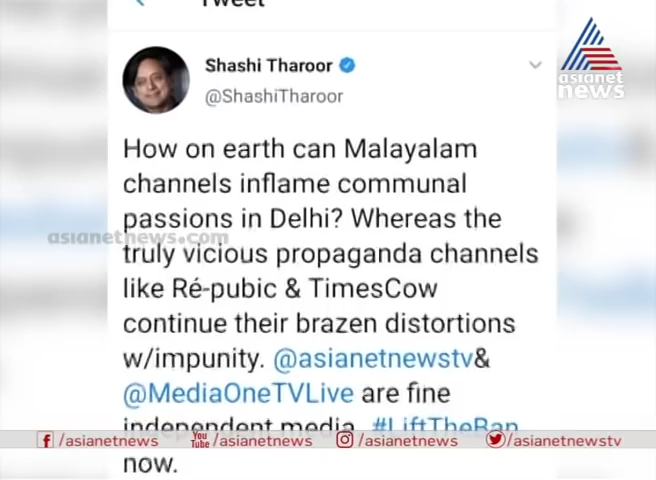 Tweet
Shashi Tharoor
@ShashiTharoor
asianet
news
How on earth can Malayalam
channels inflame communal
passions in Delhi? Whereas the
asianetnews.com
truly vicious propaganda channels
like Ré-pubic & TimesCow
continue their brazen distortions
w/impunity. @asianetnewstv&
@MediaOneTVLive are fine
independent media. #LiftTheBan
now.
f /asianetnews You Tube /asianetnews /asianetnews /asianetnewstv